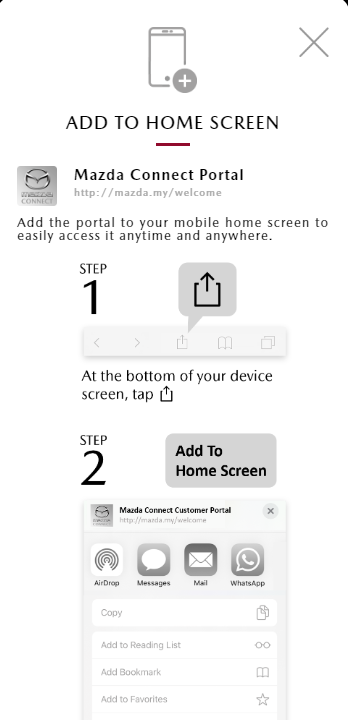 ADD TO HOME SCREEN
Mazda Connect Portal
http://mazda.my/welcome
CONNECT
Add the portal to your mobile home screen to
easily access it anytime and anywhere.
STEP
1
At the bottom of your device
screen, tap
STEP
2
Add To
Home Screen
Mazda Connect Customer Portal
http://mazda.my/welcome
AirDrop Messages Mail WhatsApp
Copy
Add to Reading List
Add Bookmark
Add to Favorites